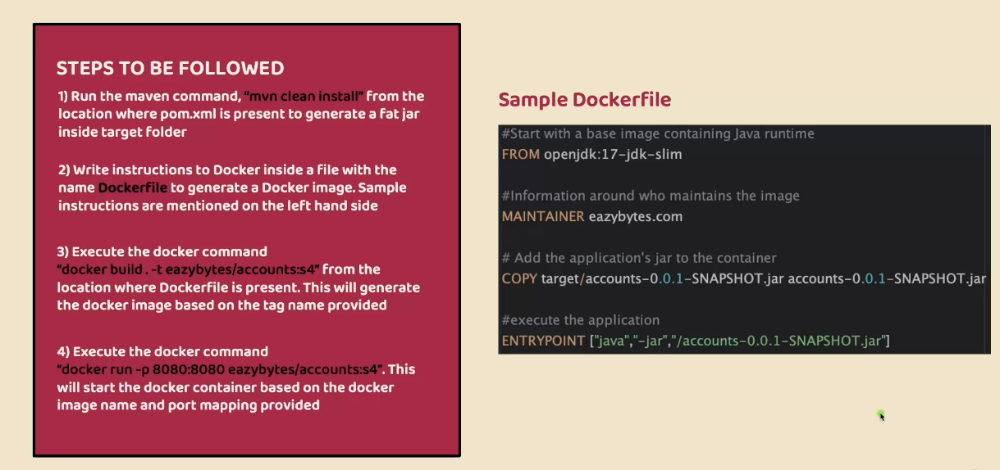 STEPS TO BE FOLLOWED
1) Run the maven command, "mvn clean install" from the
location where pom.xml is present to generate a fat jar
inside target folder
2) Write instructions to Docker inside a file with the
name Dockerfile to generate a Docker image. Sample
instructions are mentioned on the left hand side
3) Execute the docker command
"docker build . -t eazybytes/accounts:s4" from the
location where Dockerfile is present. This will generate
the docker image based on the tag name provided
4) Execute the docker command
"docker run -p 8080:8080 eazybytes/accounts:s4". This
will start the docker container based on the docker
image name and port mapping provided
Sample Dockerfile
#Start with a base image containing Java runtime
FROM openjdk:17-jdk-slim
#Information around who maintains the image
MAINTAINER eazybytes.com
# Add the application's jar to the container
COPY target/accounts-0.0.1-SNAPSHOT.jar accounts-0.0.1-SNAPSHOT.jar
#execute the application
ENTRYPOINT ["java","-jar","/accounts-0.0.1-SNAPSHOT.jar"]